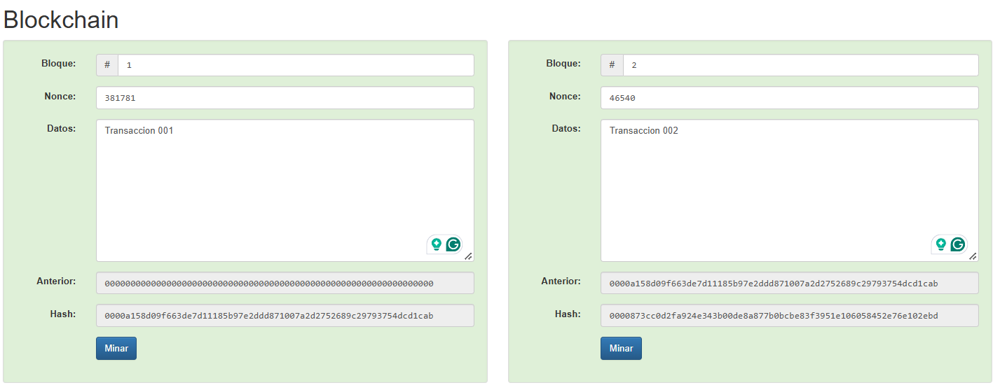 Blockchain
Bloque: # 1
Nonce: 381781
Datos: Transaccion 001
Anterior: 0000000000000000000000000000000000000000000000000000000000000000
Hash: 0000a158d09f663de7d11185b97e2ddd871007a2d2752689c29793754dcd1cab
Minar
Bloque: # 2
Nonce: 46540
Datos: Transaccion 002
Anterior: 0000a158d09f663de7d11185b97e2ddd871007a2d2752689c29793754dcd1cab
Hash: 0000873cc0d2fa924e343b00de8a877b0bcbe83f3951e106058452e76e102ebd
Minar